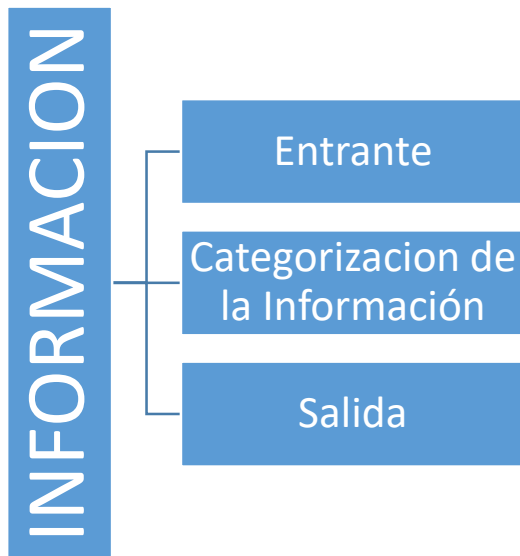 INFORMACION
Entrante
Categorizacion de
la Información
Salida